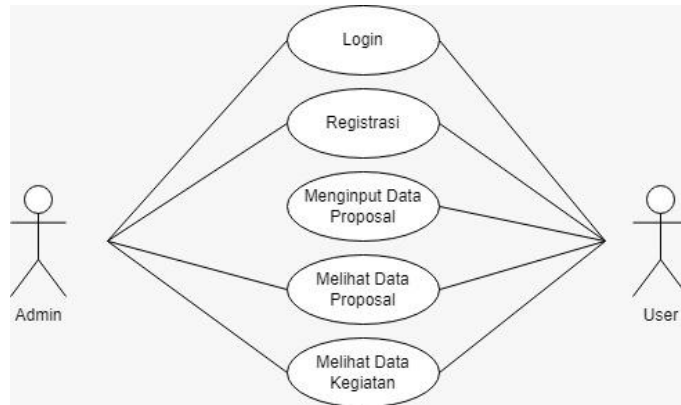 Login
Registrasi
Menginput Data
Proposal
Melihat Data
Proposal
Admin
User
Melihat Data
Kegiatan